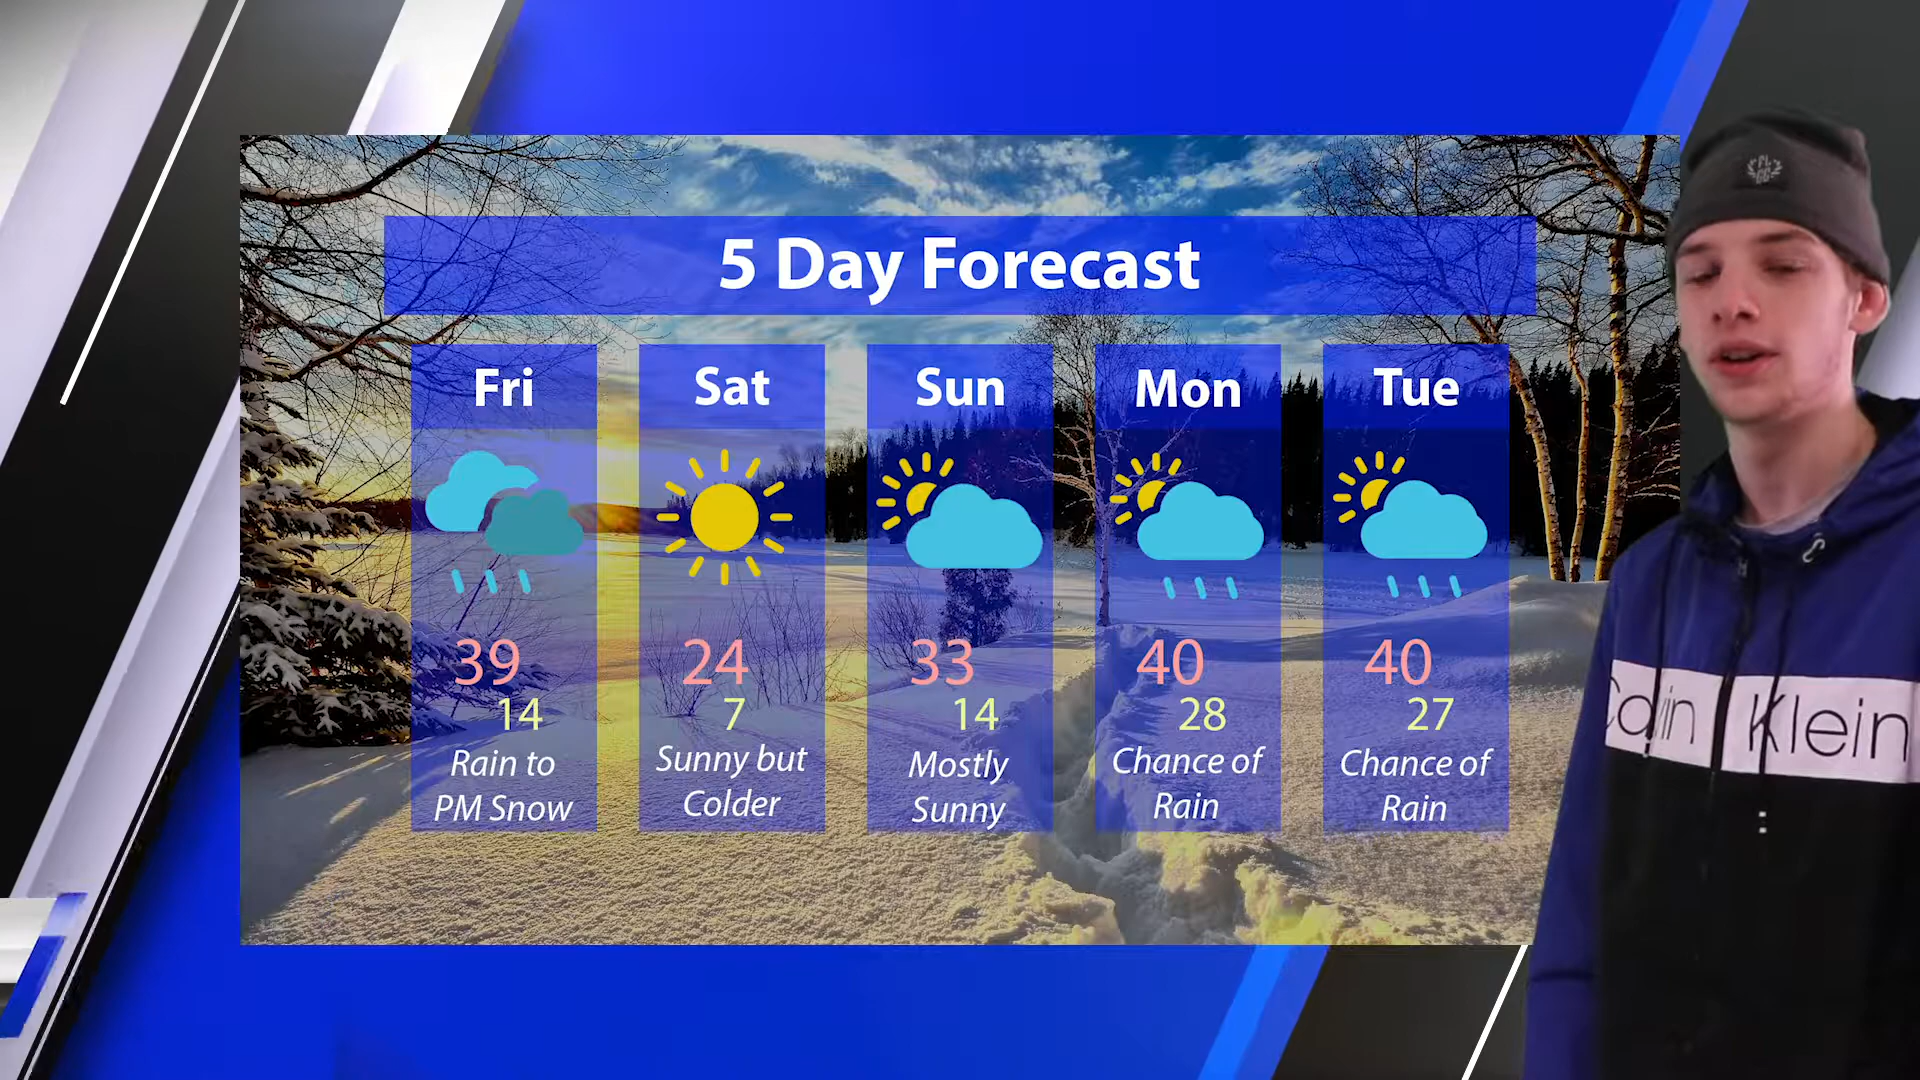 5 Day Forecast
Fri
Sat
Sun
Mon
Tue
39
24
33
40
40
14
7
14
28
27
Rain to
PM Snow
Sunny but
Colder
Mostly
Sunny
Chance of
Rain
Chance of
Rain
Calvin Klein